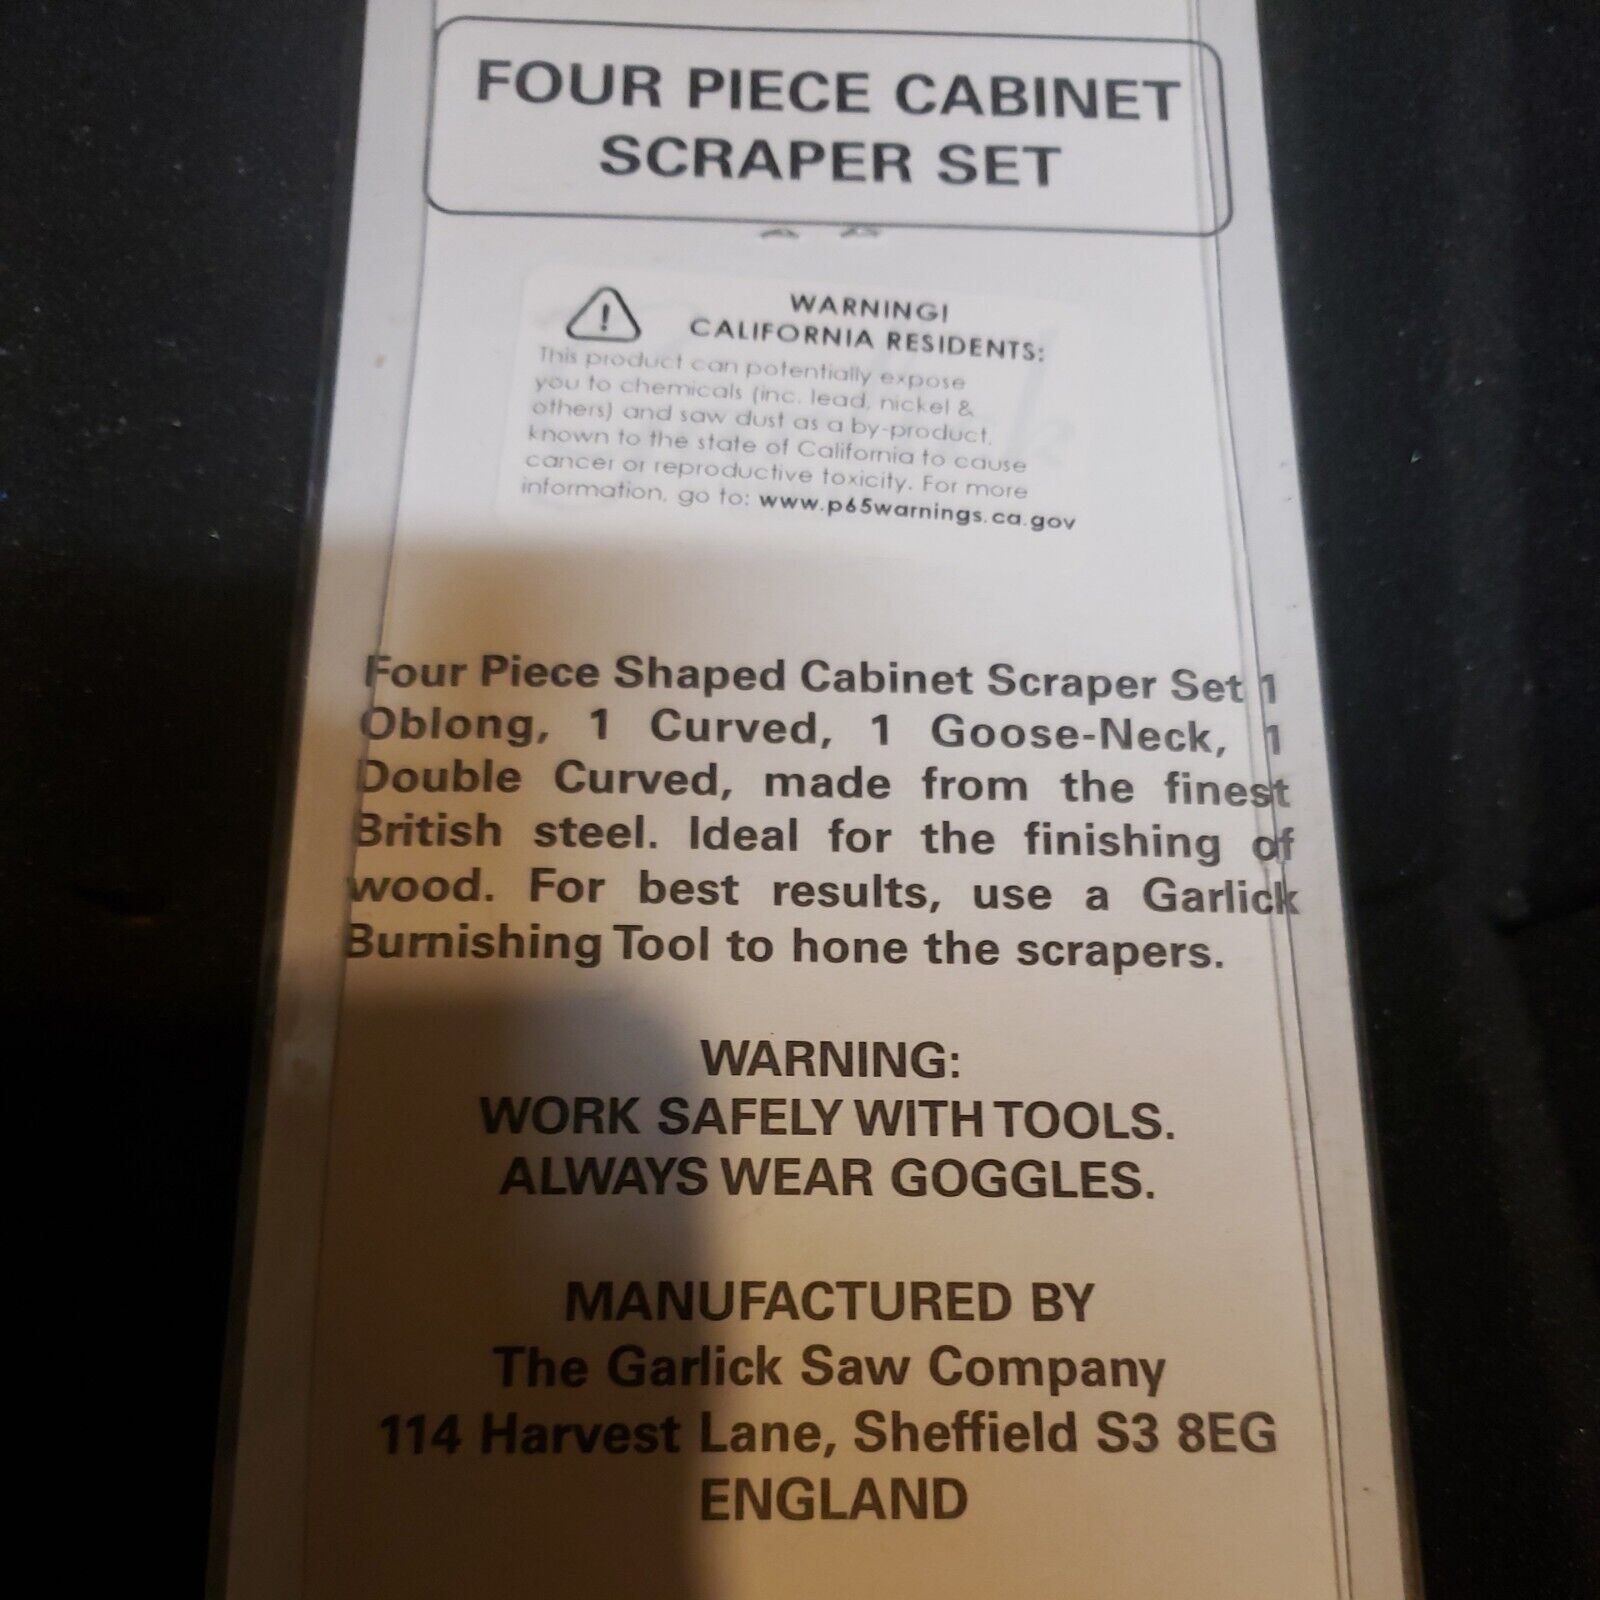 FOUR PIECE CABINET
SCRAPER SET
WARNING!
CALIFORNIA RESIDENTS:
This product can potentially expose
you to chemicals (inc. lead, nickel &
others) and saw dust as a by-product,
known to the state of California to cause
cancer or reproductive toxicity. For more
information, go to: www.p65warnings.ca.gov
Four Piece Shaped Cabinet Scraper Set 1
Oblong, 1 Curved, 1 Goose-Neck, 1
Double Curved, made from the finest
British steel. Ideal for the finishing of
wood. For best results, use a Garlick
Burnishing Tool to hone the scrapers.
WARNING:
WORK SAFELY WITH TOOLS.
ALWAYS WEAR GOGGLES.
MANUFACTURED BY
The Garlick Saw Company
114 Harvest Lane, Sheffield S3 8EG
ENGLAND